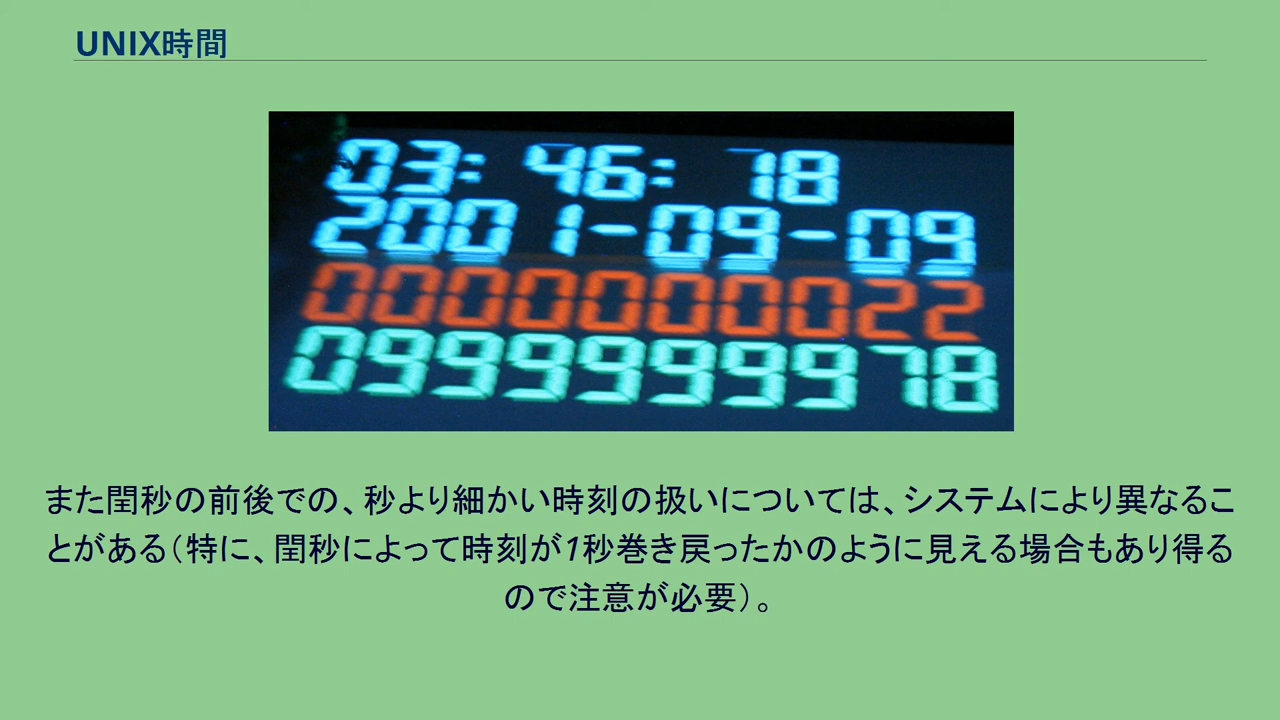 UNIX時間
03: 46: 18
2001-09-09
0000000022
0999999978
また閏秒の前後での、秒より細かい時刻の扱いについては、システムにより異なるこ
とがある（特に、閏秒によって時刻が1秒巻き戻ったかのように見える場合もあり得る
ので注意が必要）。